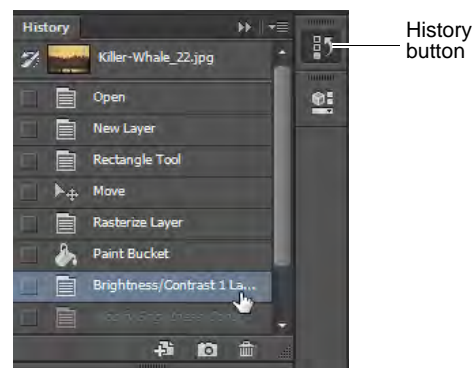 History
Killer-Whale_22.jpg
Open
New Layer
Rectangle Tool
Move
Rasterize Layer
Paint Bucket
Brightness/Contrast 1 La...
History
button